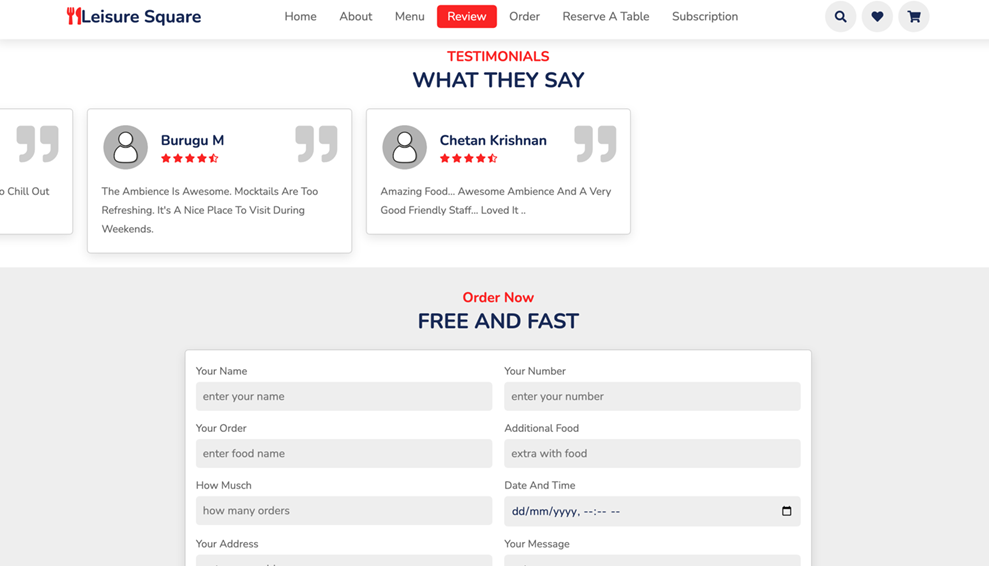 Leisure Square
Home About Menu Review Order Reserve A Table Subscription
TESTIMONIALS
WHAT THEY SAY
o Chill Out
Burugu M
The Ambience Is Awesome. Mocktails Are Too
Refreshing. It's A Nice Place To Visit During
Weekends.
Chetan Krishnan
Amazing Food... Awesome Ambience And A Very
Good Friendly Staff... Loved It ..
Order Now
FREE AND FAST
Your Name
enter your name
Your Number
enter your number
Your Order
enter food name
Additional Food
extra with food
How Musch
how many orders
Date And Time
dd/mm/yyyy, --:-- --
Your Address
Your Message